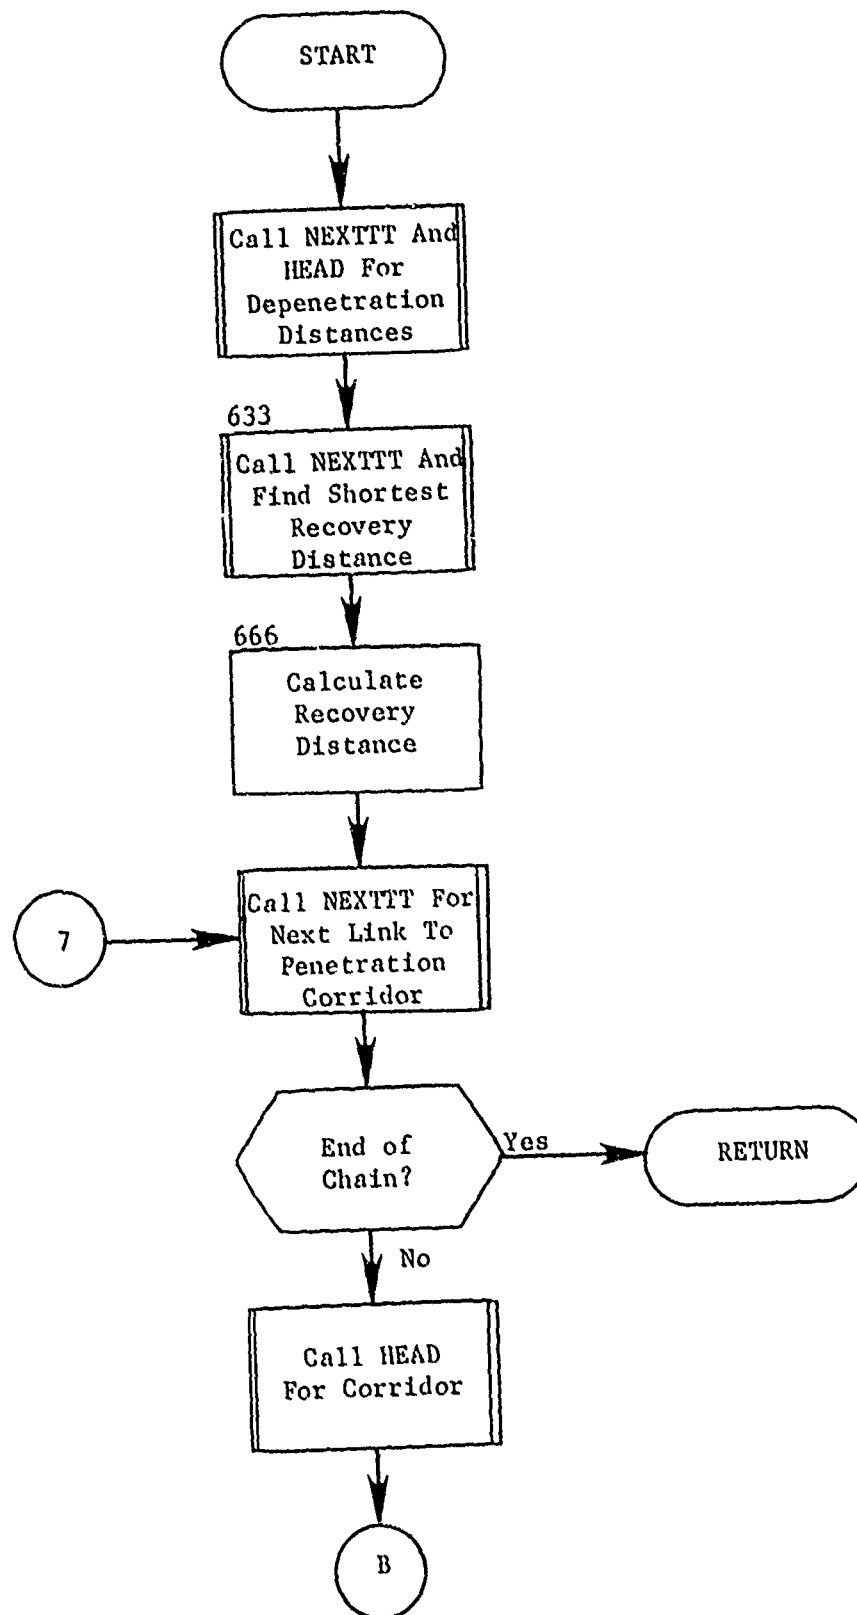 START
Call NEXTTT And
HEAD For
Depenetration
Distances
633
Call NEXTTT And
Find Shortest
Recovery
Distance
666
Calculate
Recovery
Distance
7
Call NEXTTT For
Next Link To
Penetration
Corridor
End of
Chain?
Yes
RETURN
No
Call HEAD
For Corridor
B